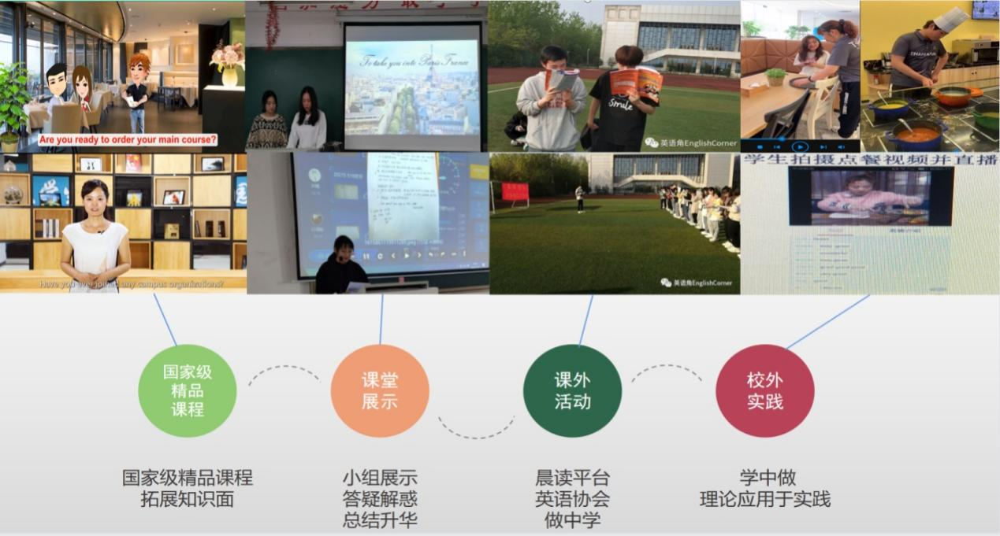 To take you into Paris France
Are you ready to order your main course?
英语角EnglishCorner
学生拍摄点餐视频并直播
Have you ever joined any campus organizations?
英语角EnglishCorner
国家级
精品
课程
课堂
展示
课外
活动
校外
实践
国家级精品课程
拓展知识面
小组展示
答疑解惑
总结升华
晨读平台
英语协会
做中学
学中做
理论应用于实践